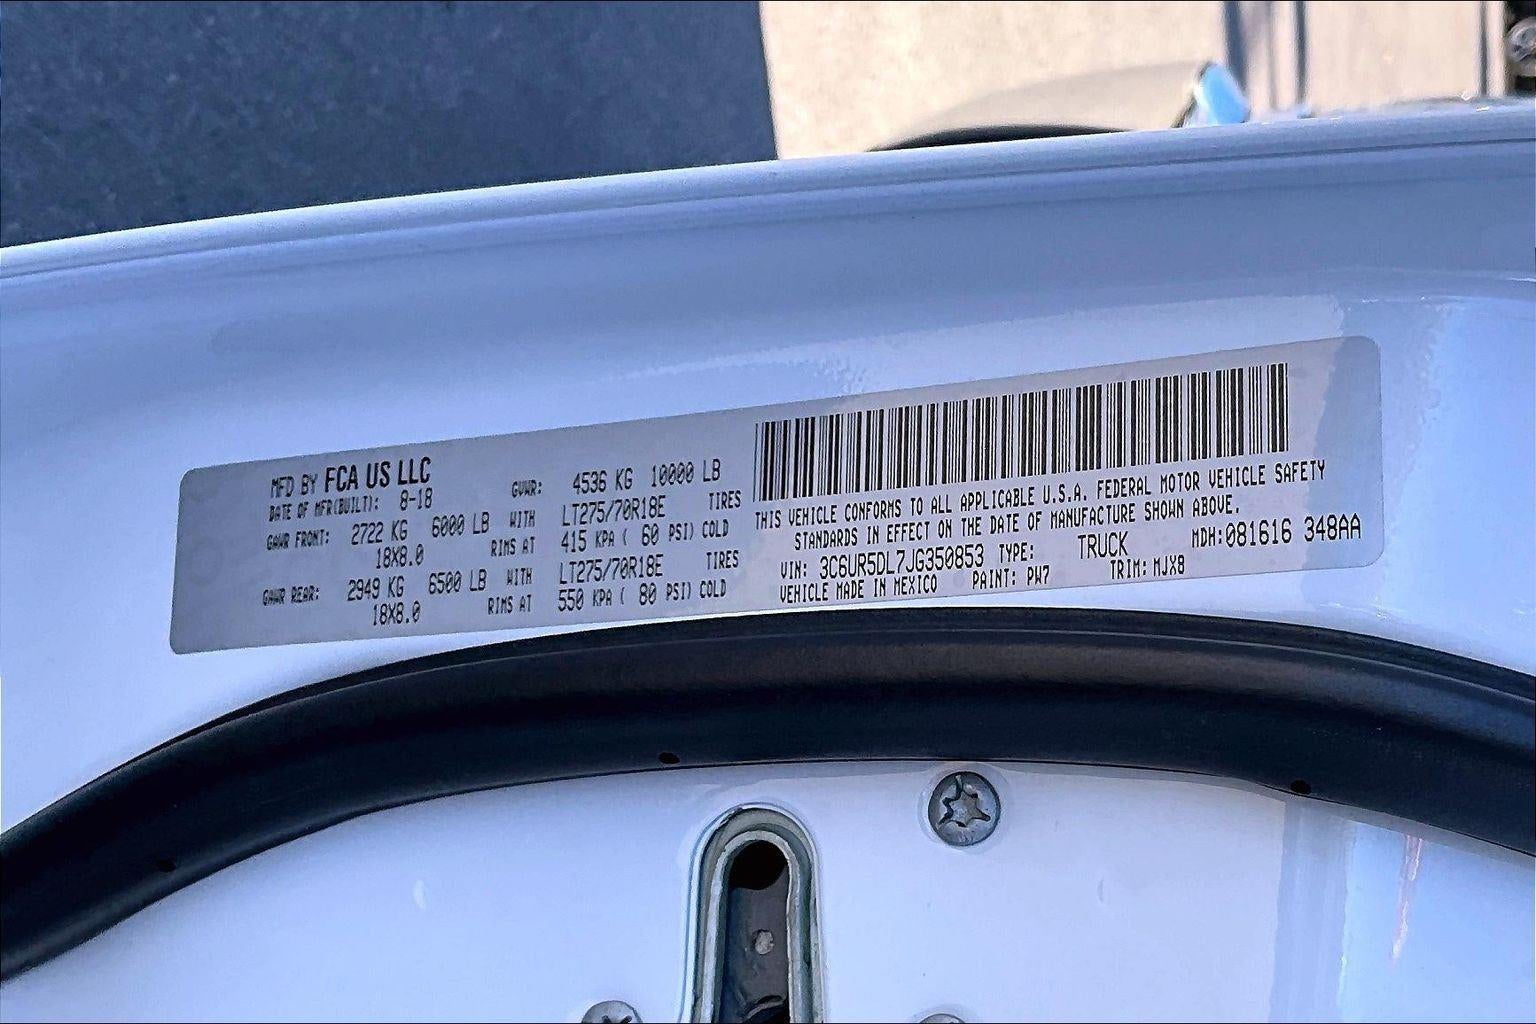 MFD BY FCA US LLC
DATE OF MFR(BUILT): 8-18 GVWR: 4536 KG 10000 LB
GAWR FRONT: 2722 KG 6000 LB WITH LT275/70R18E TIRES
18X8.0 RIMS AT 415 KPA ( 60 PSI) COLD
GAWR REAR: 2949 KG 6500 LB WITH LT275/70R18E TIRES
18X8.0 RIMS AT 550 KPA ( 80 PSI) COLD
THIS VEHICLE CONFORMS TO ALL APPLICABLE U.S.A. FEDERAL MOTOR VEHICLE SAFETY
STANDARDS IN EFFECT ON THE DATE OF MANUFACTURE SHOWN ABOVE.
VIN: 3C6UR5DL7JG350853 TYPE: TRUCK MDH:081616 348AA
VEHICLE MADE IN MEXICO PAINT: PW7 TRIM:MJX8